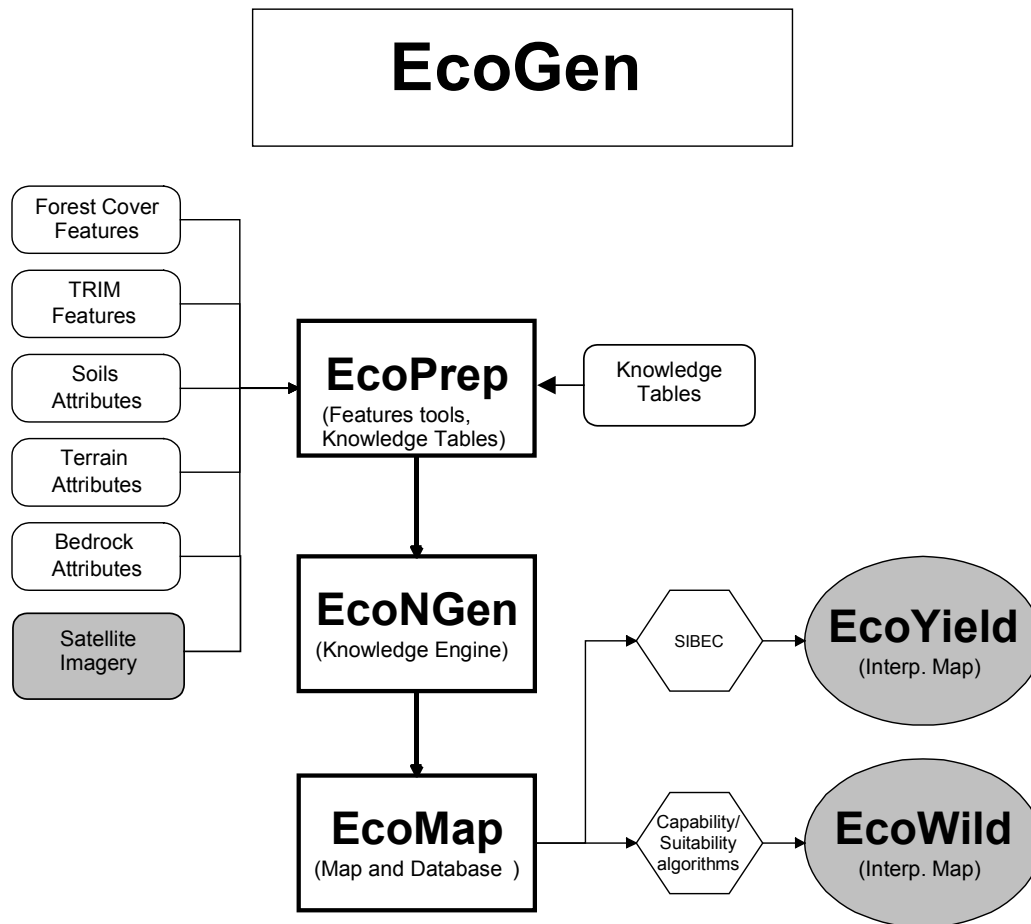 EcoGen
Forest Cover
Features
TRIM
Features
Soils
Attributes
Terrain
Attributes
Bedrock
Attributes
Satellite
Imagery
EcoPrep
(Features tools,
Knowledge Tables)
Knowledge
Tables
EcoNGen
(Knowledge Engine)
EcoMap
(Map and Database )
SIBEC
EcoYield
(Interp. Map)
Capability/
Suitability
algorithms
EcoWild
(Interp. Map)